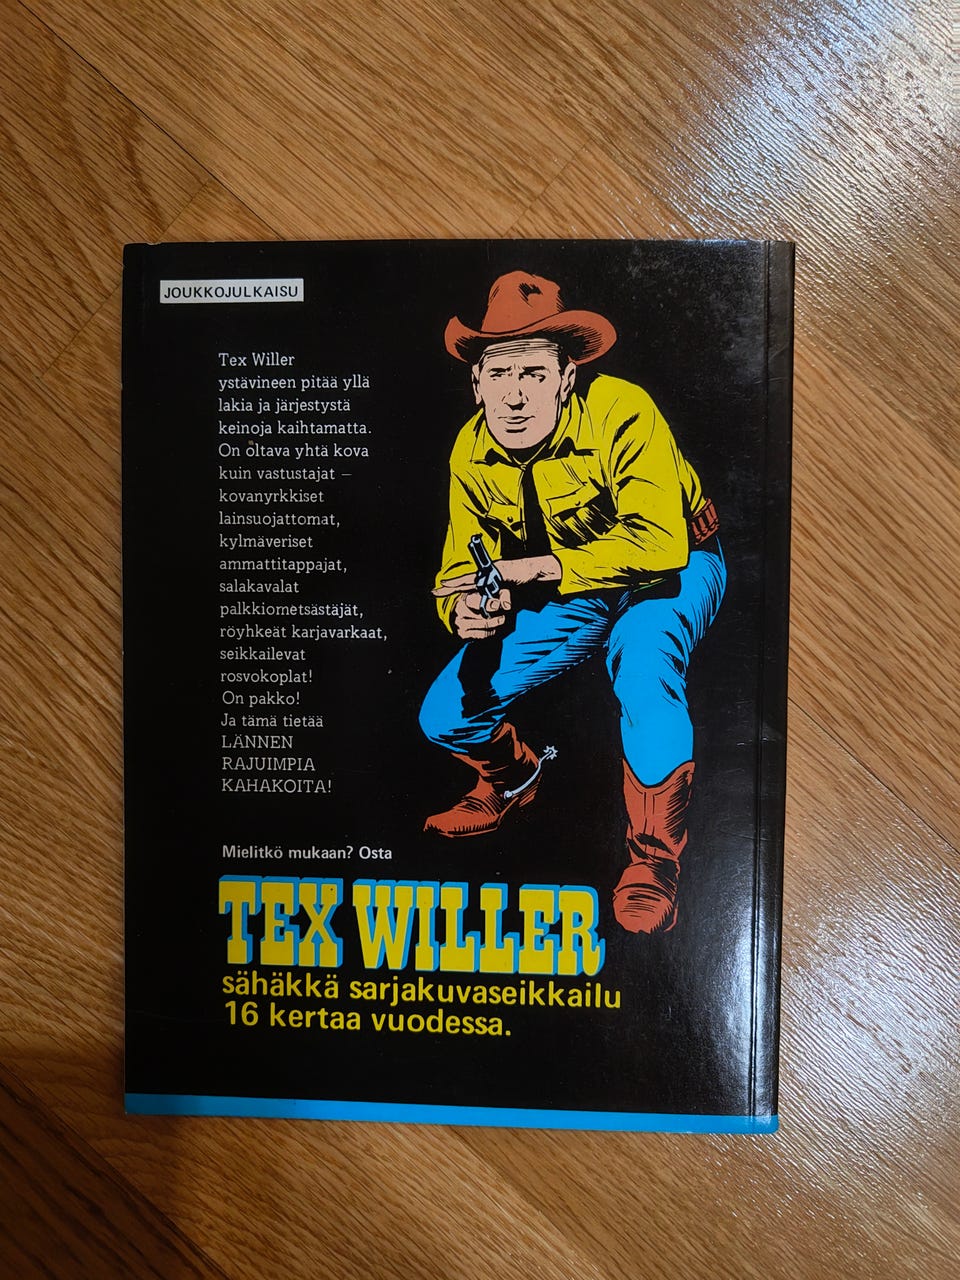 JOUKKOJULKAISU
Tex Willer
ystävineen pitää yllä
lakia ja järjestystä
keinoja kaihtamatta.
On oltava yhtä kova
kuin vastustajat —
kovanyrkkiset
lainsuojattomat,
kylmäveriset
ammattitappajat,
salakavalat
palkkiometsästäjät,
röyhkeät karjavarkaat,
seikkailevat
rosvokoplat!
On pakko!
Ja tämä tietää
LÄNNEN
RAJUIMPIA
KAHAKOITA!
Mielitkö mukaan? Osta
TEX WILLER
sähäkkä sarjakuvaseikkailu
16 kertaa vuodessa.